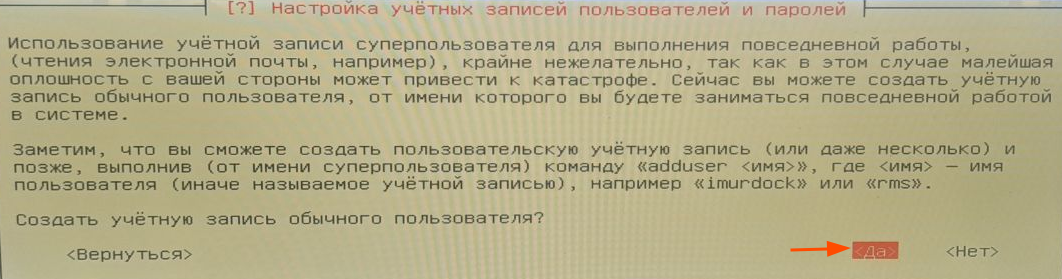 [?] Настройка учётных записей пользователей и паролей
Использование учётной записи суперпользователя для выполнения повседневной работы,
(чтения электронной почты, например), крайне нежелательно, так как в этом случае малейшая
оплошность с вашей стороны может привести к катастрофе. Сейчас вы можете создать учётную
запись обычного пользователя, от имени которого вы будете заниматься повседневной работой
в системе.
Заметим, что вы сможете создать пользовательскую учётную запись (или даже несколько) и
позже, выполнив (от имени суперпользователя) команду «adduser <имя>», где <имя> — имя
пользователя (иначе называемое учётной записью), например «imurdock» или «rms».
Создать учётную запись обычного пользователя?
<Вернуться> <Да> <Нет>